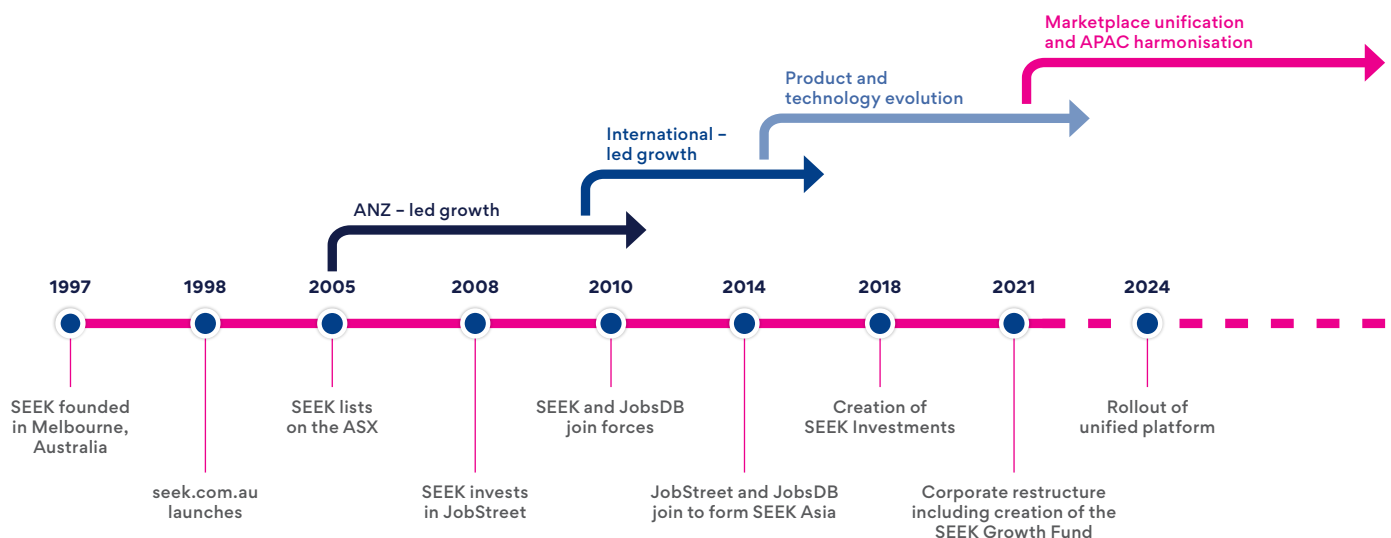 Marketplace unification
and APAC harmonisation
Product and
technology evolution
International –
led growth
ANZ – led growth
1997
1998
2005
2008
2010
2014
2018
2021
2024
SEEK founded
in Melbourne,
Australia
seek.com.au
launches
SEEK lists
on the ASX
SEEK invests
in JobStreet
SEEK and JobsDB
join forces
JobStreet and JobsDB
join to form SEEK Asia
Creation of
SEEK Investments
Corporate restructure
including creation of the
SEEK Growth Fund
Rollout of
unified platform